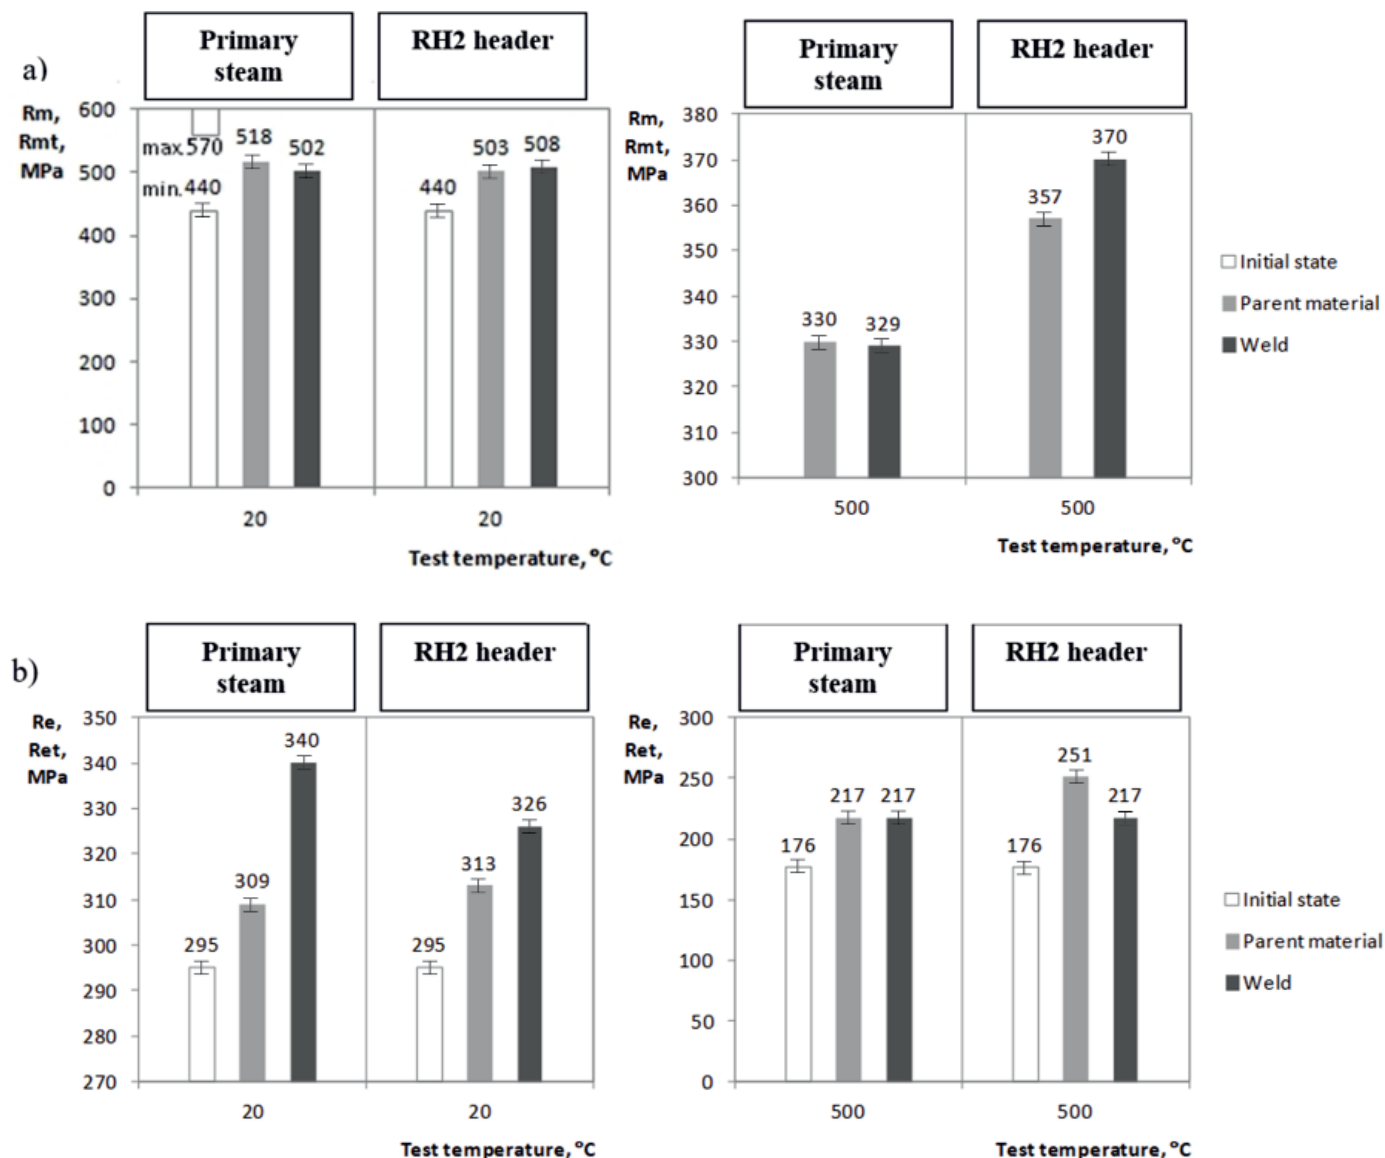 a)
Primary
steam
RH2 header
Rm,
Rmt,
MPa
600
500
400
300
200
100
0
max.570
min.440
518
502
440
503
508
20
20
Test temperature, °C
Primary
steam
RH2 header
Rm,
Rmt,
MPa
380
370
360
350
340
330
320
310
300
330
329
357
370
500
500
Test temperature, °C
Initial state
Parent material
Weld
b)
Primary
steam
RH2 header
Re,
Ret,
MPa
350
340
330
320
310
300
290
280
270
295
309
340
295
313
326
20
20
Test temperature, °C
Primary
steam
RH2 header
Re,
Ret,
MPa
300
250
200
150
100
50
0
176
217
217
176
251
217
500
500
Test temperature, °C
Initial state
Parent material
Weld